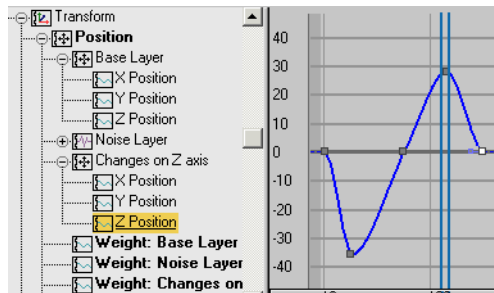 Transform
Position
Base Layer
X Position
Y Position
Z Position
Noise Layer
Changes on Z axis
X Position
Y Position
Z Position
Weight: Base Layer
Weight: Noise Layer
Weight: Changes on
40
30
20
10
0
-10
-20
-30
-40